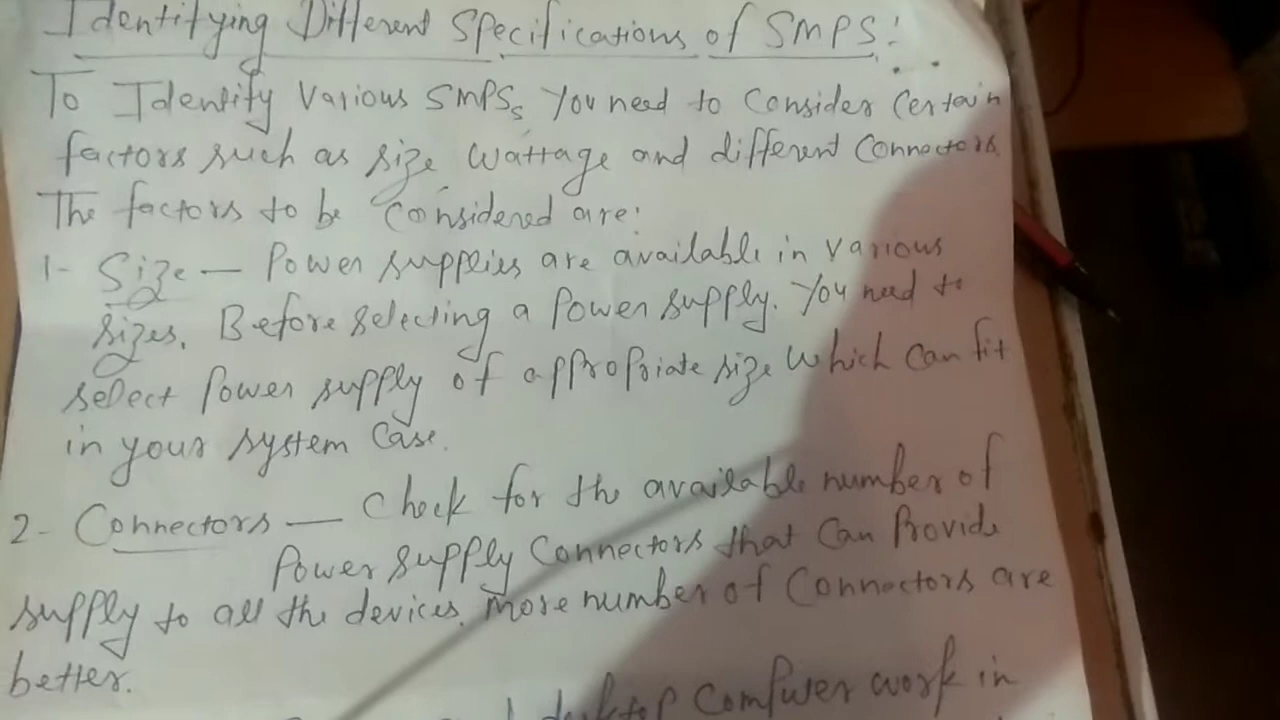 Identifying Different Specifications of SMPS:
To Identify Various SMPSs You need to Consider Certain
factors such as size wattage and different Connectors.
The factors to be Considered are:
1- Size — Power supplies are available in various
sizes. Before selecting a Power supply. You need to
select Power supply of appropriate size which can fit
in your system Case.
2- Connectors — Check for the available number of
Power supply Connectors that Can Provide
supply to all the devices. More number of Connectors are
better.
desktop Computer work in